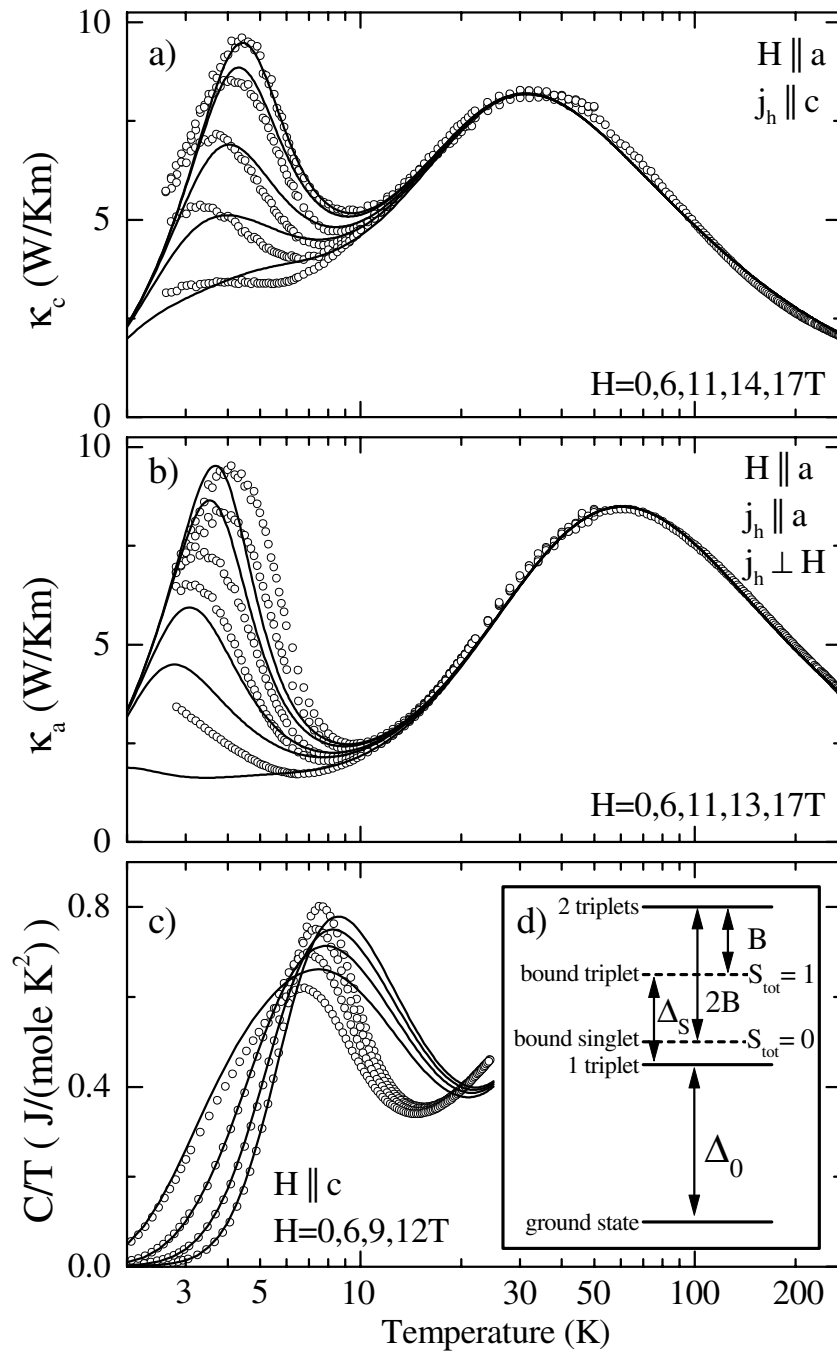 10
a)
H || a
j_h || c
5
κ_c (W/Km)
H=0,6,11,14,17T
0
10
b)
H || a
j_h || a
j_h ⊥ H
5
κ_a (W/Km)
H=0,6,11,13,17T
0
0.8
c)
d)
2 triplets
B
bound triplet
S_tot = 1
Δ_S
2B
bound singlet
S_tot = 0
1 triplet
0.4
C/T ( J/(mole K²) )
Δ_0
H || c
H=0,6,9,12T
ground state
0.0
3 5 10 30 50 100 200
Temperature (K)